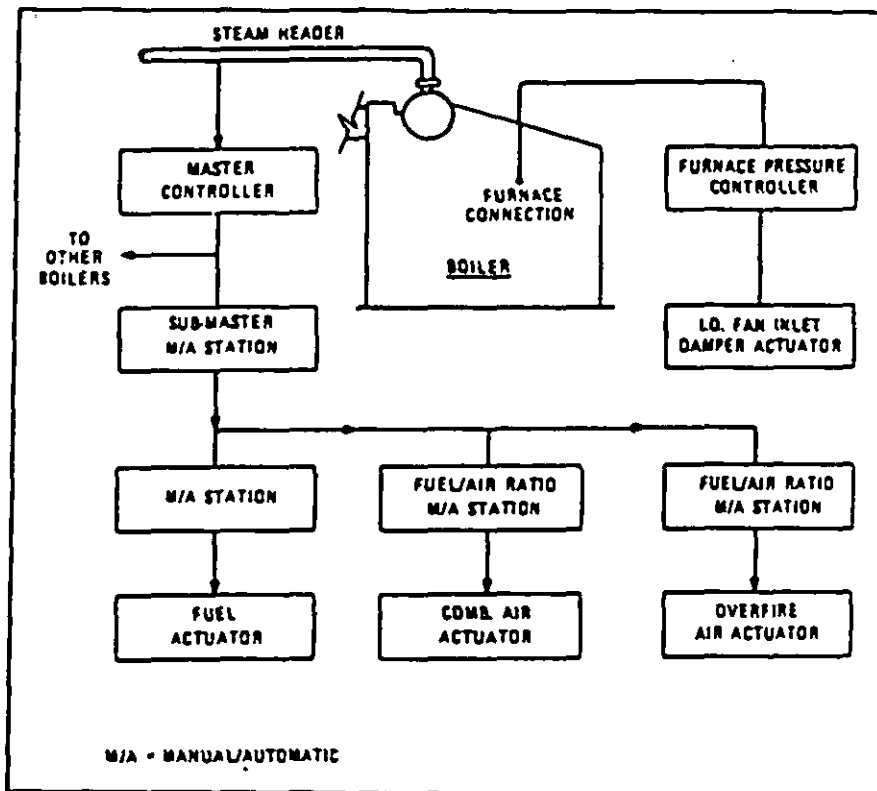 STEAM HEADER
MASTER
CONTROLLER
FURNACE
CONNECTION
FURNACE PRESSURE
CONTROLLER
TO
OTHER
BOILERS
BOILER
SUB-MASTER
M/A STATION
I.D. FAN INLET
DAMPER ACTUATOR
M/A STATION
FUEL/AIR RATIO
M/A STATION
FUEL/AIR RATIO
M/A STATION
FUEL
ACTUATOR
COMB. AIR
ACTUATOR
OVERFIRE
AIR ACTUATOR
M/A = MANUAL/AUTOMATIC